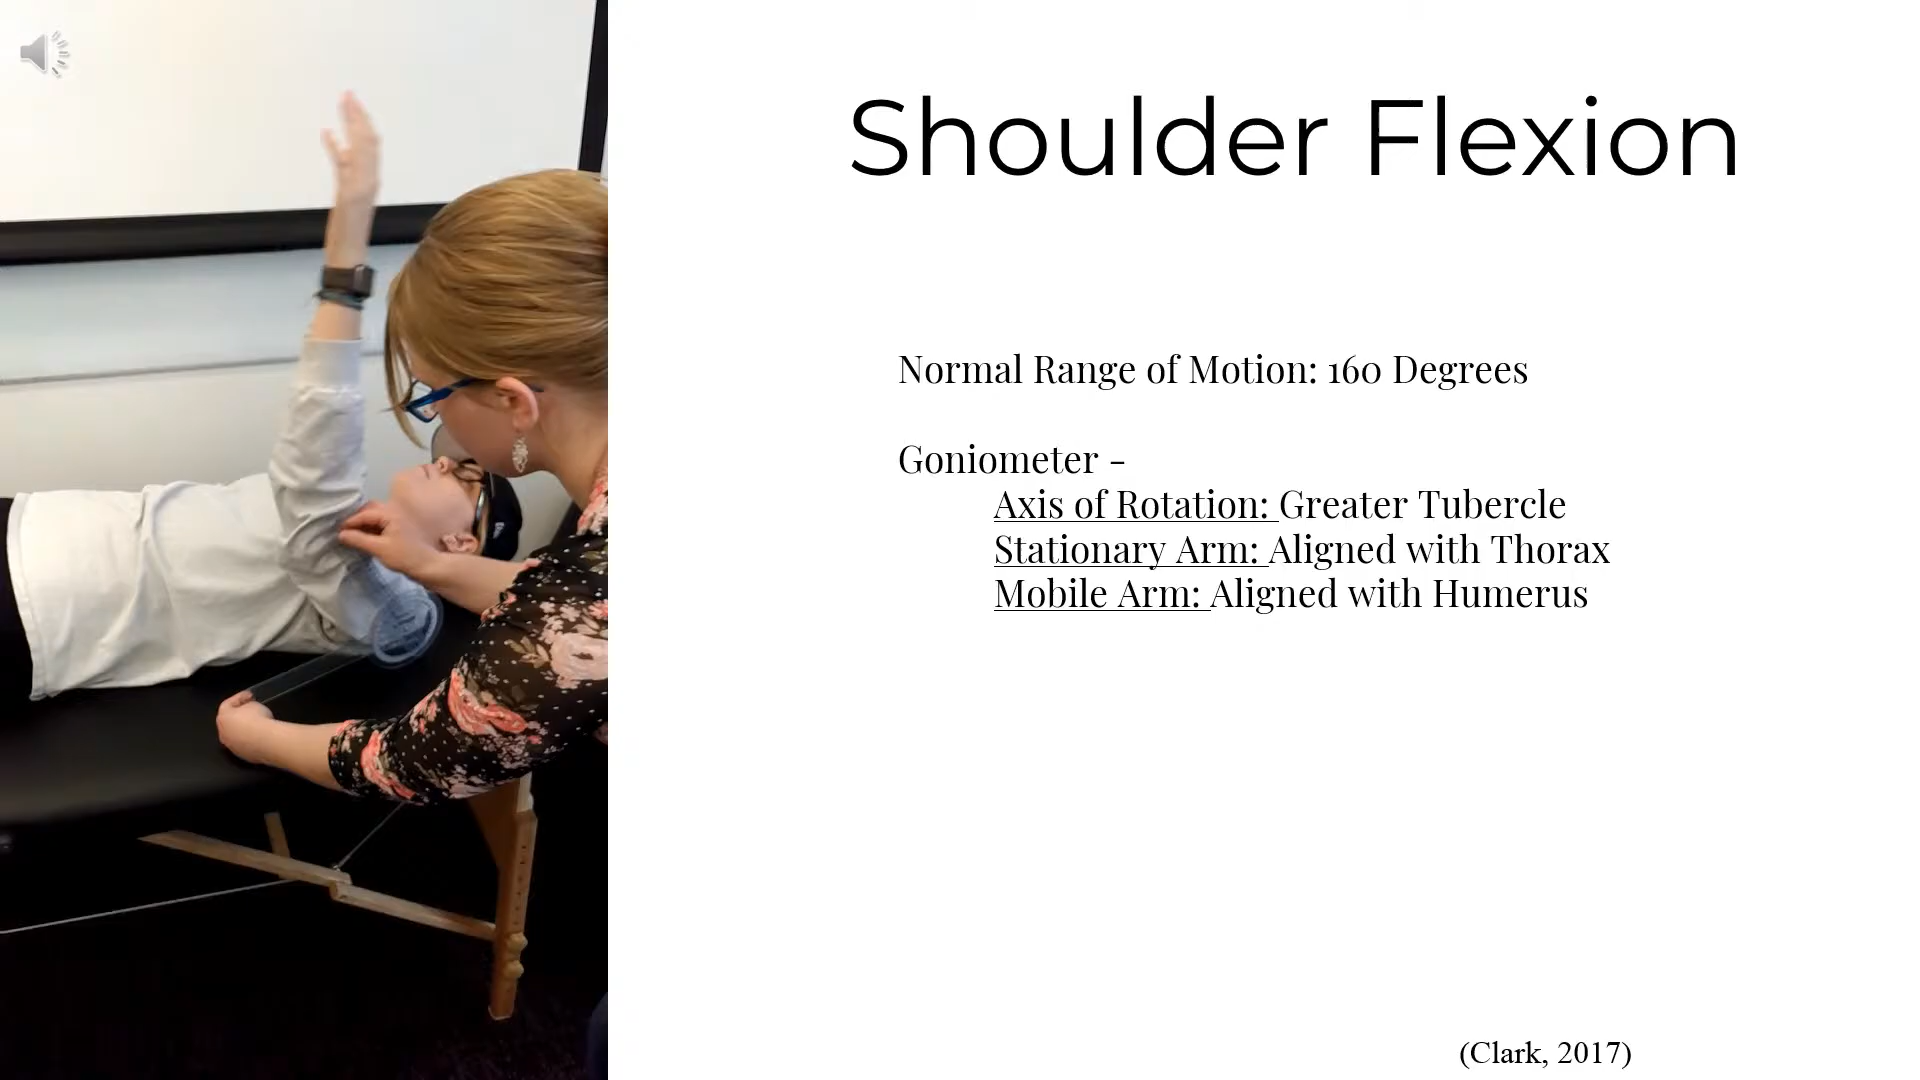 Shoulder Flexion
Normal Range of Motion: 160 Degrees
Goniometer -
Axis of Rotation: Greater Tubercle
Stationary Arm: Aligned with Thorax
Mobile Arm: Aligned with Humerus
(Clark, 2017)